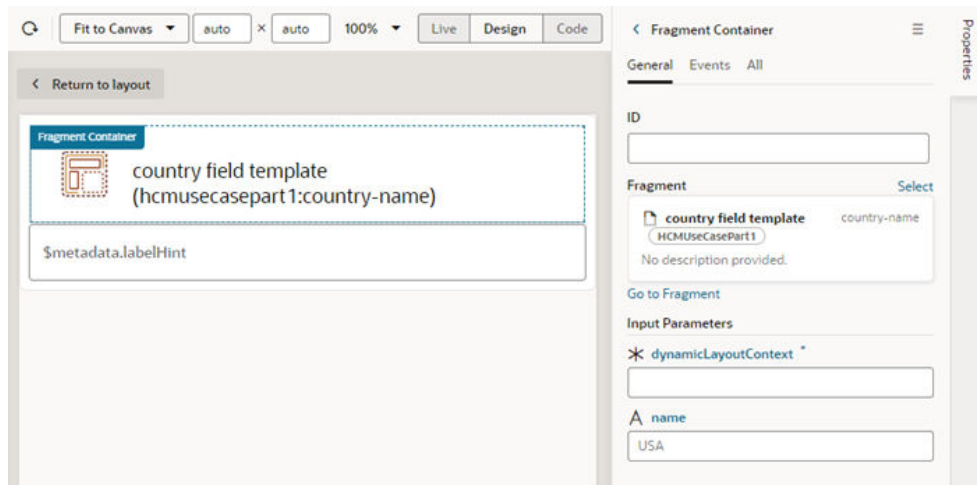 Fit to Canvas auto × auto 100% Live Design Code
Return to layout
Fragment Container
country field template
(hcmusecasepart1:country-name)
$metadata.labelHint
Fragment Container
General Events All
ID
Fragment Select
country field template country-name
HCMUseCasePart1
No description provided.
Go to Fragment
Input Parameters
dynamicLayoutContext *
A name
USA
Properties